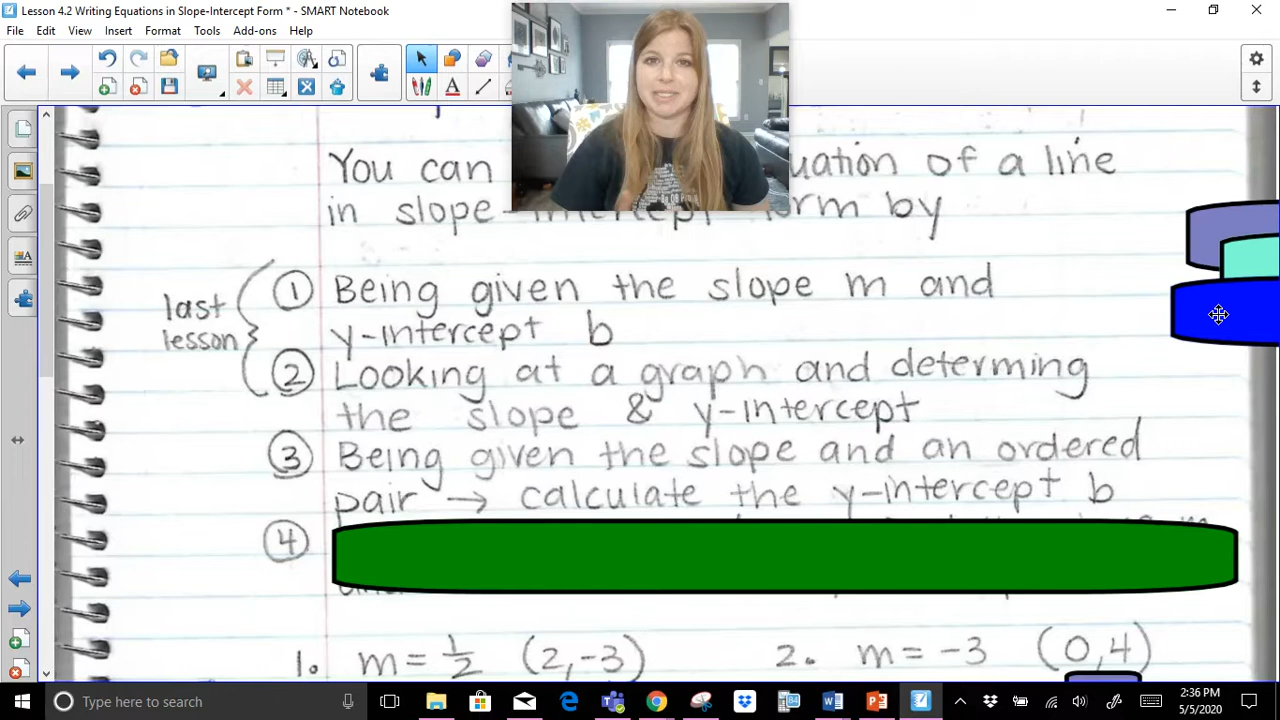 Lesson 4.2 Writing Equations in Slope-Intercept Form * - SMART Notebook
File Edit View Insert Format Tools Add-ons Help
You can
uation of a line
in slope-intercept form by
last
lesson
① Being given the slope m and
y-intercept b
② Looking at a graph and determining
the slope & y-intercept
③ Being given the slope and an ordered
pair → calculate the y-intercept b
④
1. m = 1/2 (2,-3)
2. m = -3 (0,4)
Type here to search
2:36 PM
5/5/2020